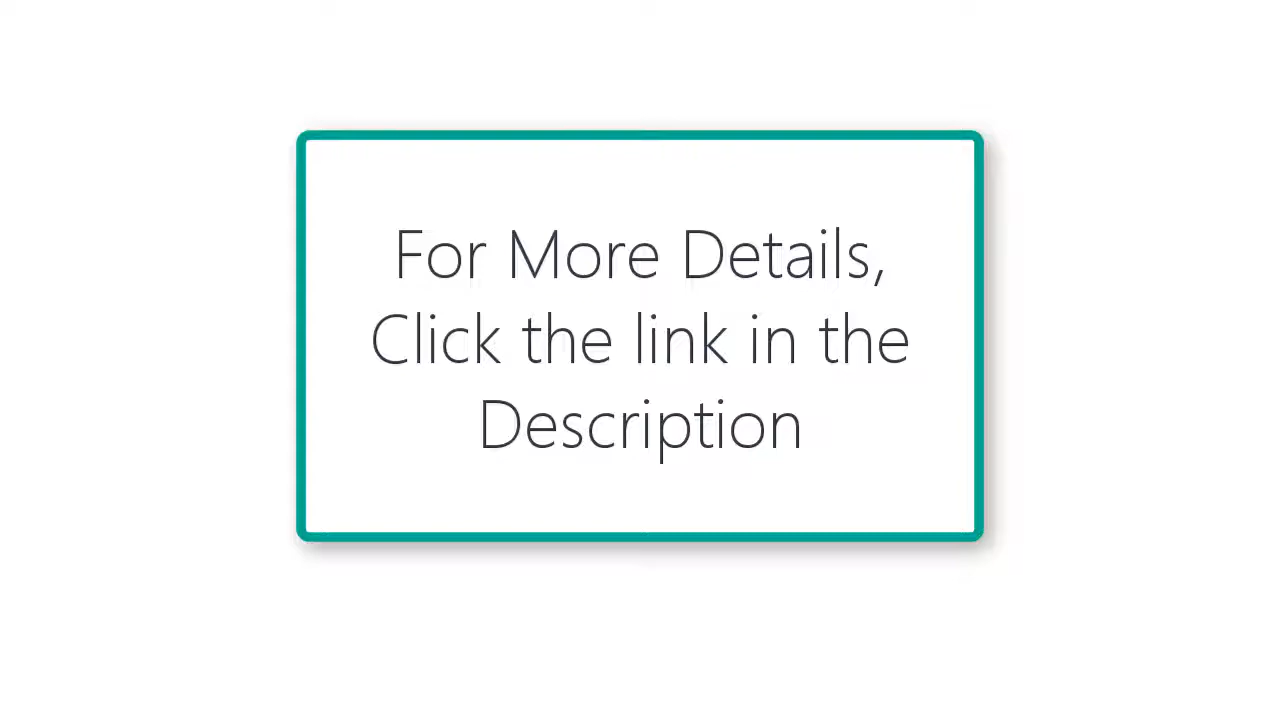 For More Details,
Click the link in the
Description